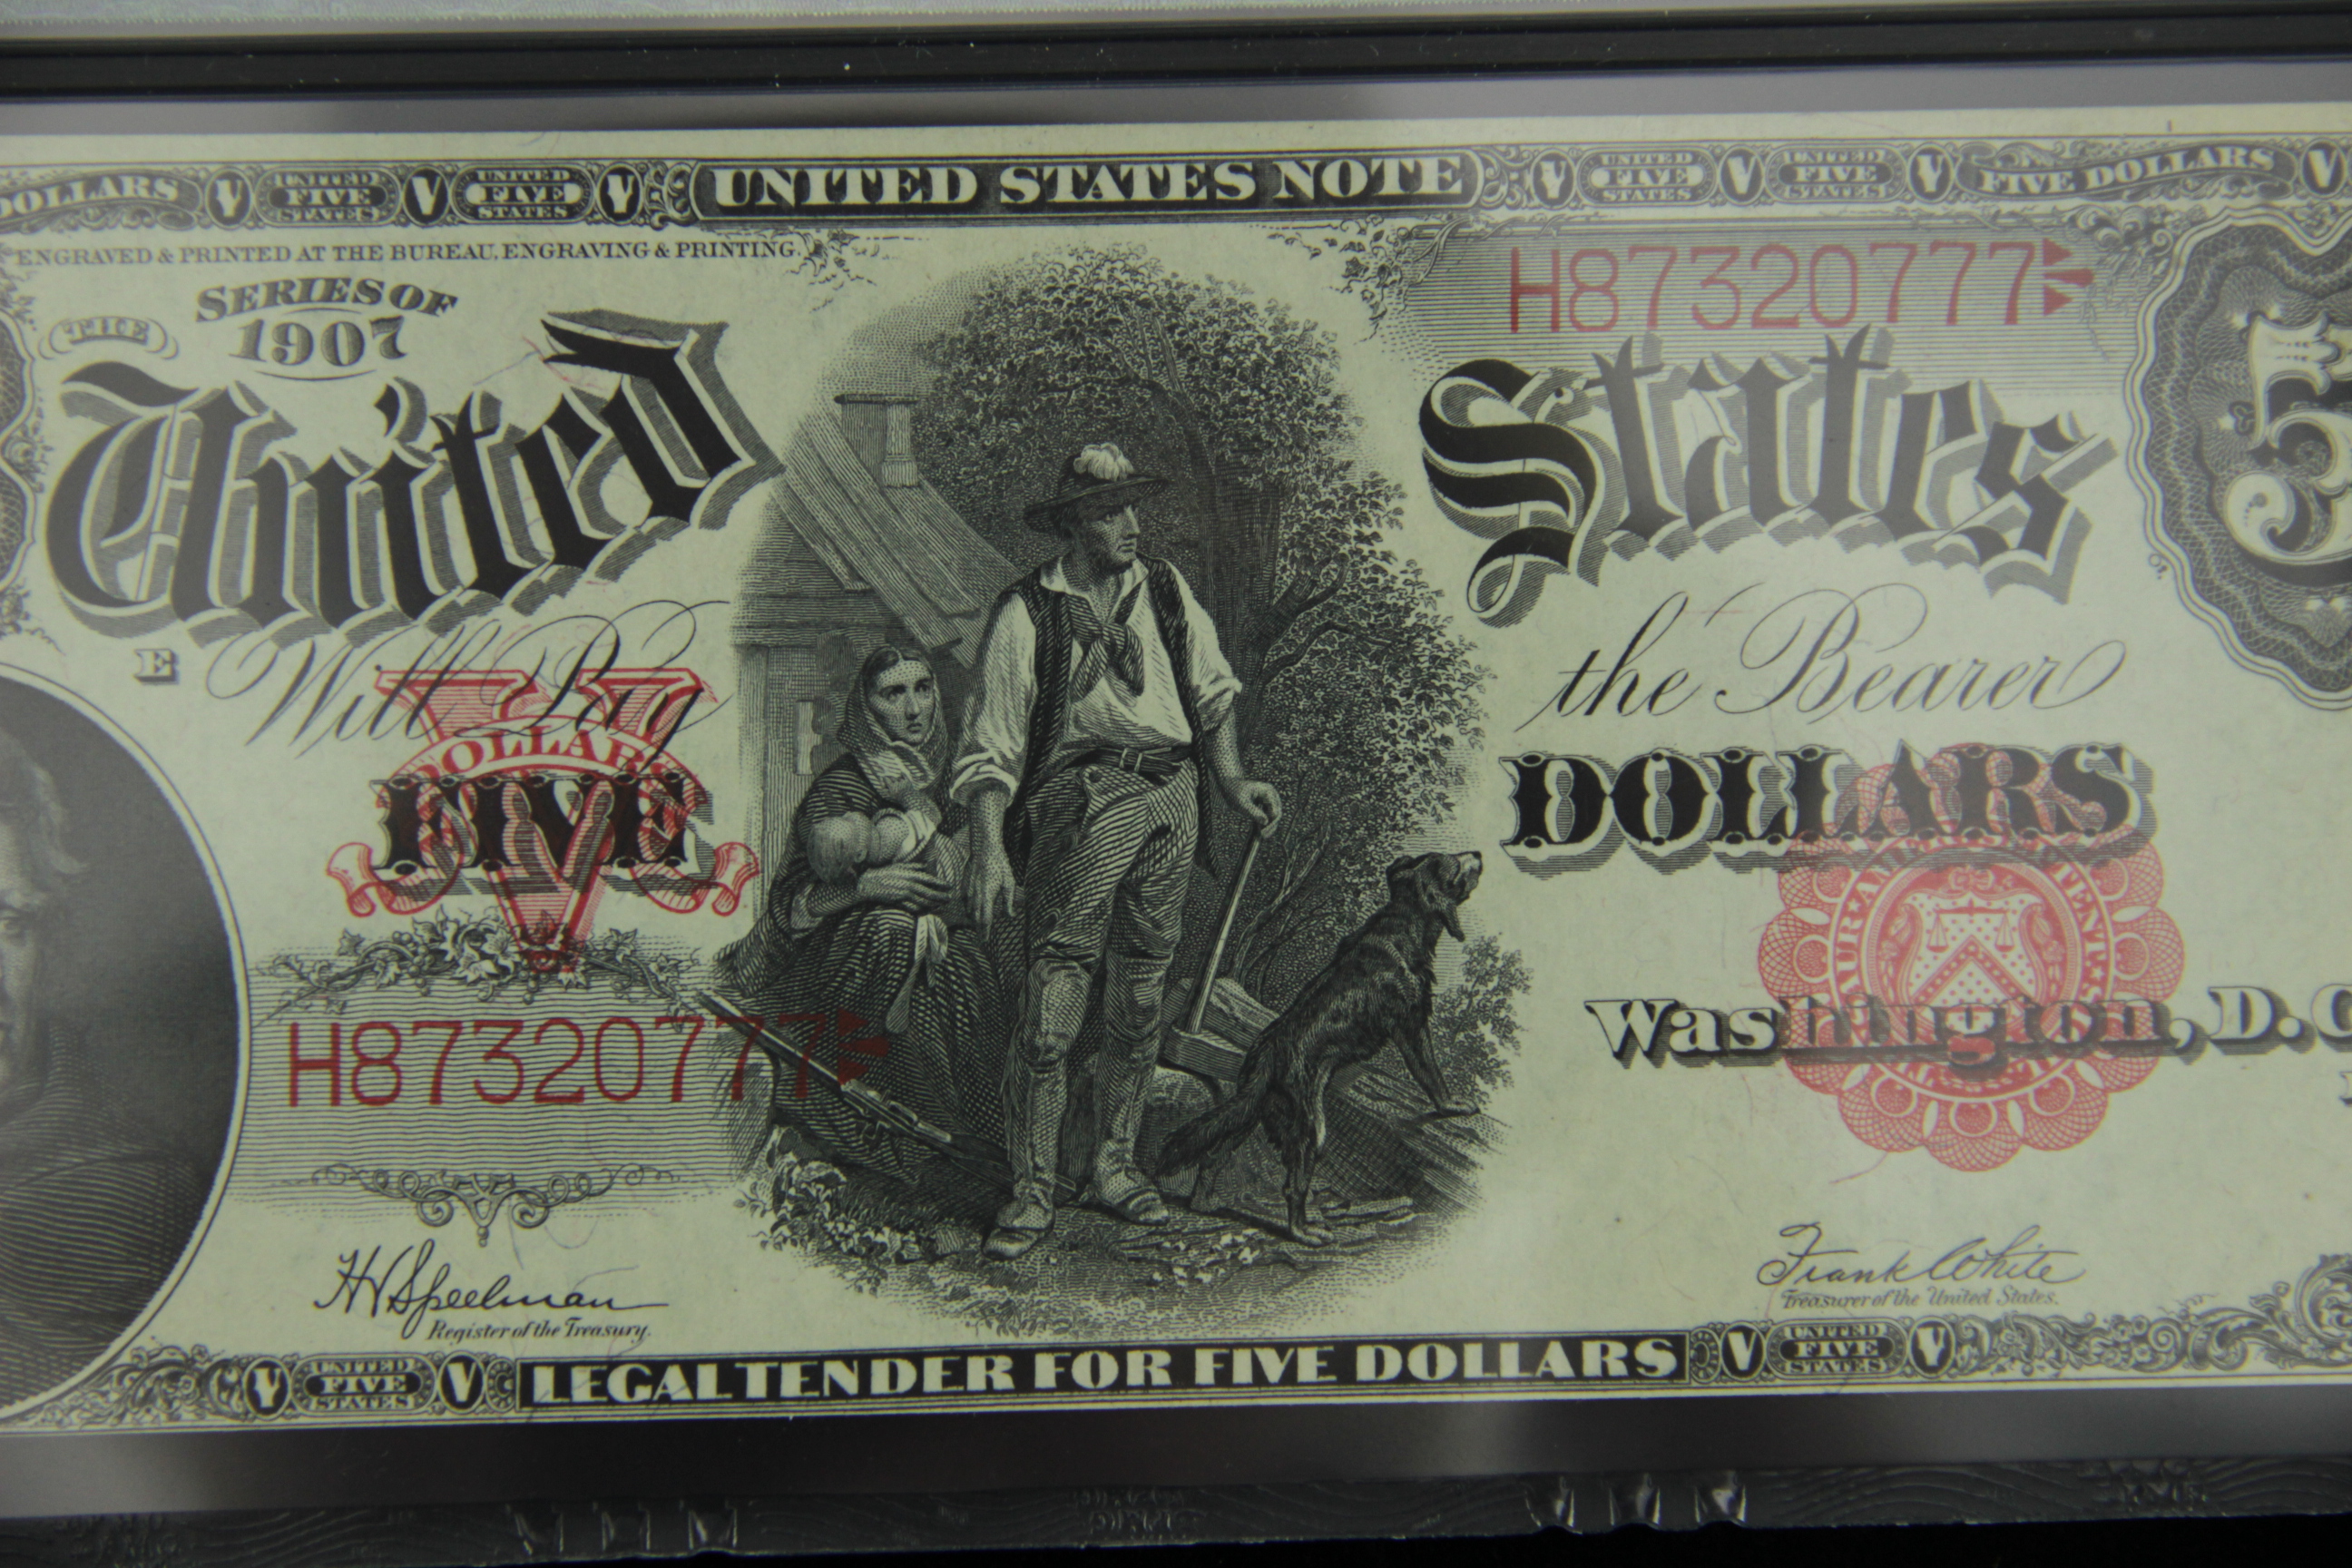 DOLLARS V UNITED FIVE STATES V UNITED FIVE STATES V UNITED STATES NOTE V UNITED FIVE STATES V UNITED FIVE STATES V FIVE DOLLARS V
ENGRAVED & PRINTED AT THE BUREAU, ENGRAVING & PRINTING.
SERIES OF
1907
H87320777
THE
United States
5
E
Will Pay the Bearer
V
DOLLARS
FIVE DOLLARS
H87320777
Washington, D.C
H V Speelman
Register of the Treasury.
Frank White
Treasurer of the United States.
V UNITED FIVE STATES V LEGAL TENDER FOR FIVE DOLLARS V UNITED FIVE STATES V